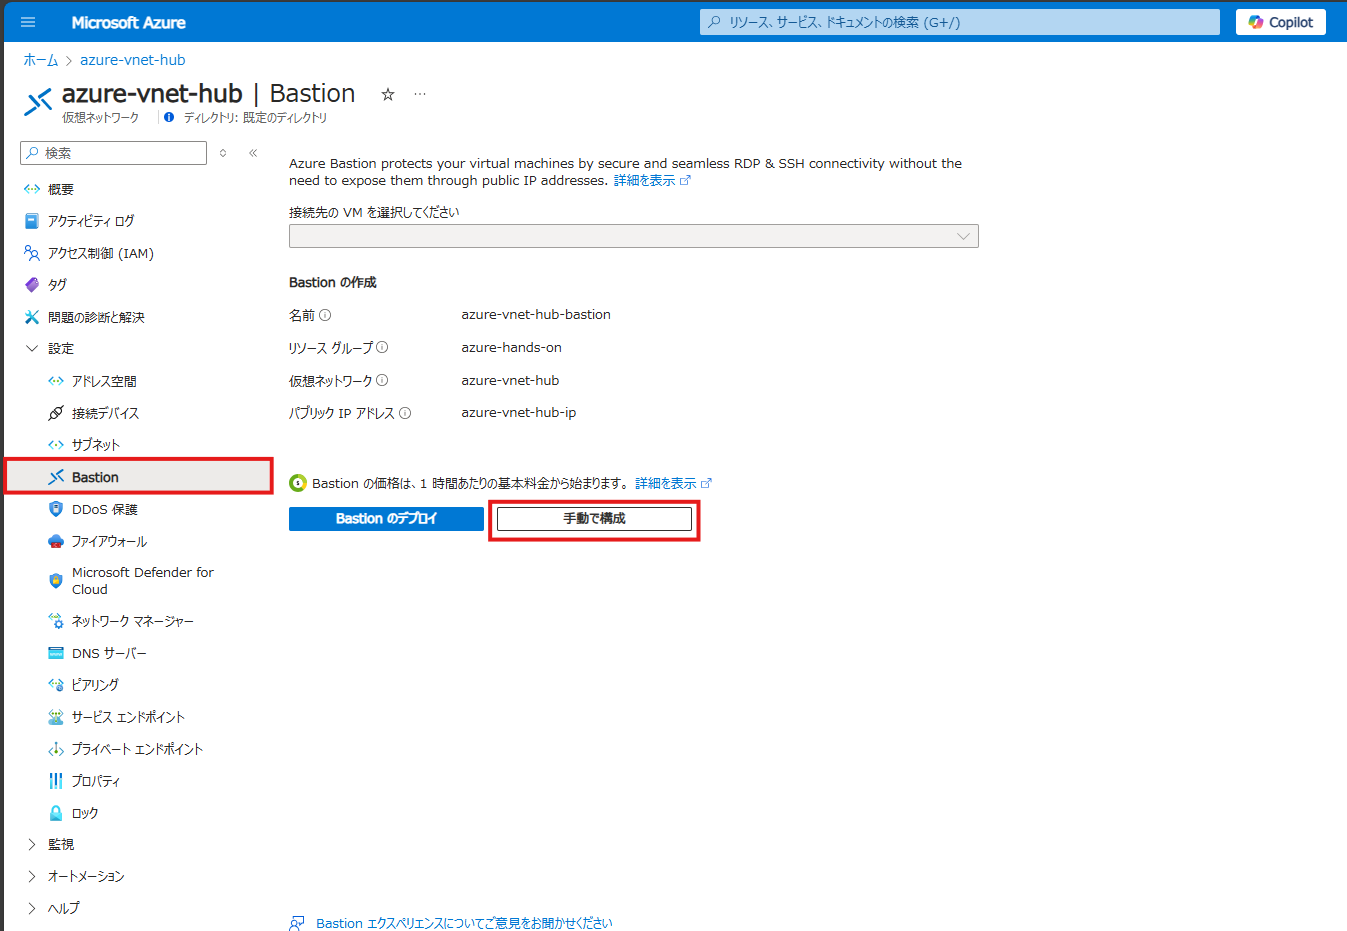 Microsoft Azure
リソース、サービス、ドキュメントの検索 (G+/)
Copilot
ホーム > azure-vnet-hub
azure-vnet-hub | Bastion
仮想ネットワーク
ディレクトリ: 既定のディレクトリ
検索
概要
アクティビティ ログ
アクセス制御 (IAM)
タグ
問題の診断と解決
設定
アドレス空間
接続デバイス
サブネット
Bastion
DDoS 保護
ファイアウォール
Microsoft Defender for
Cloud
ネットワーク マネージャー
DNS サーバー
ピアリング
サービス エンドポイント
プライベート エンドポイント
プロパティ
ロック
監視
オートメーション
ヘルプ
Azure Bastion protects your virtual machines by secure and seamless RDP & SSH connectivity without the
need to expose them through public IP addresses. 詳細を表示
接続先の VM を選択してください
Bastion の作成
名前 azure-vnet-hub-bastion
リソース グループ azure-hands-on
仮想ネットワーク azure-vnet-hub
パブリック IP アドレス azure-vnet-hub-ip
Bastion の価格は、1 時間あたりの基本料金から始まります。 詳細を表示
Bastion のデプロイ
手動で構成
Bastion エクスペリエンスについてご意見をお聞かせください